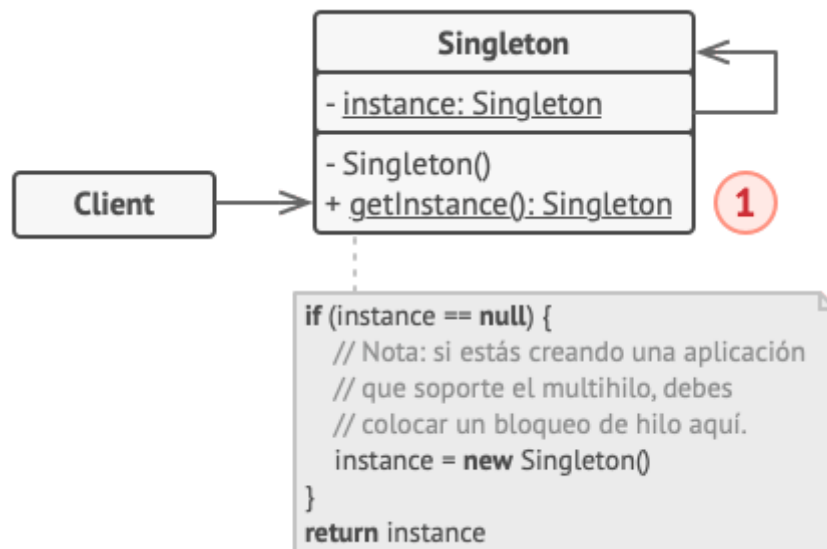 Singleton
- instance: Singleton
- Singleton()
+ getInstance(): Singleton
Client
1
if (instance == null) {
// Nota: si estás creando una aplicación
// que soporte el multihilo, debes
// colocar un bloqueo de hilo aquí.
instance = new Singleton()
}
return instance